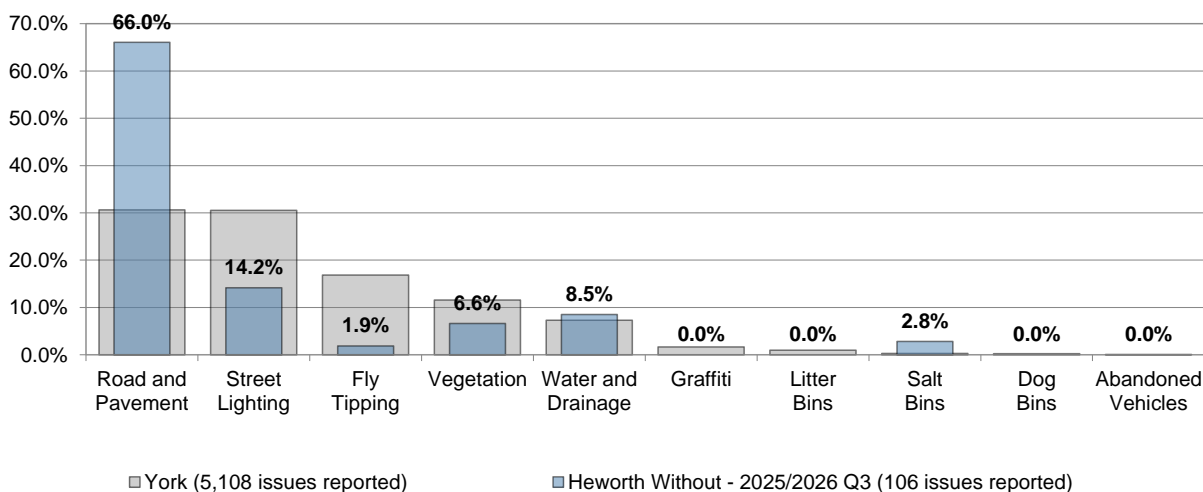 70.0%
60.0%
50.0%
40.0%
30.0%
20.0%
10.0%
0.0%
66.0%
14.2%
1.9%
6.6%
8.5%
0.0%
0.0%
2.8%
0.0%
0.0%
Road and
Pavement
Street
Lighting
Fly
Tipping
Vegetation
Water and
Drainage
Graffiti
Litter
Bins
Salt
Bins
Dog
Bins
Abandoned
Vehicles
York (5,108 issues reported)
Heworth Without - 2025/2026 Q3 (106 issues reported)